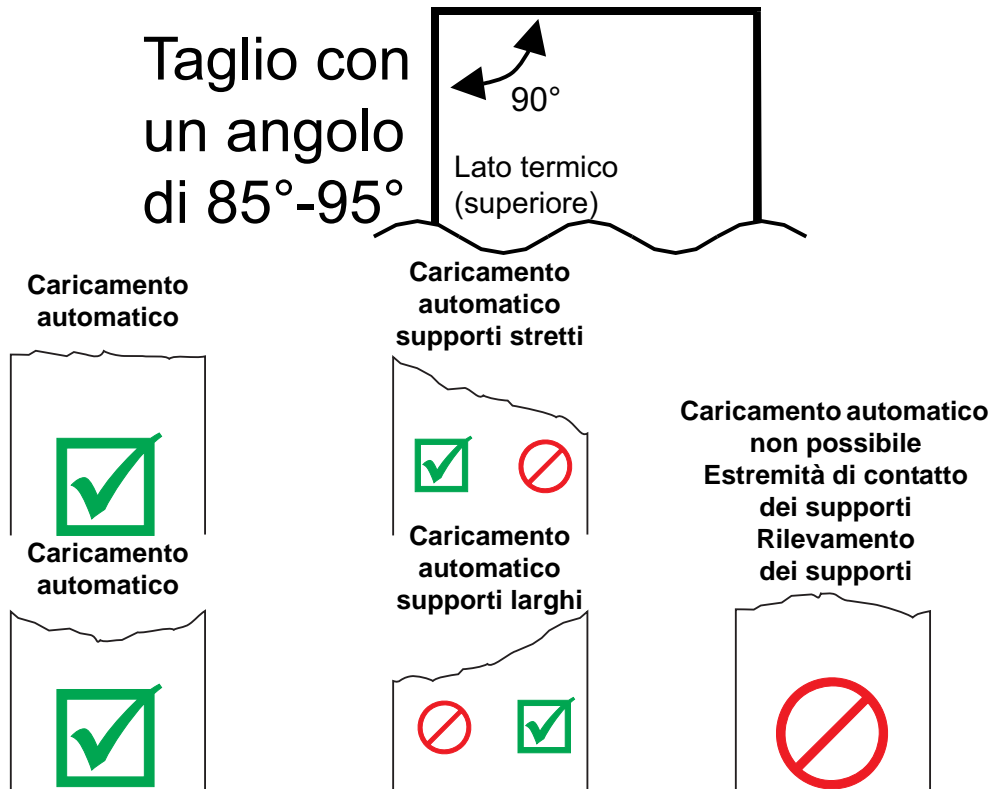 Taglio con
un angolo
di 85°-95°
90°
Lato termico
(superiore)
Caricamento
automatico
Caricamento
automatico
supporti stretti
Caricamento automatico
non possibile
Estremità di contatto
dei supporti
Rilevamento
dei supporti
Caricamento
automatico
Caricamento
automatico
supporti larghi